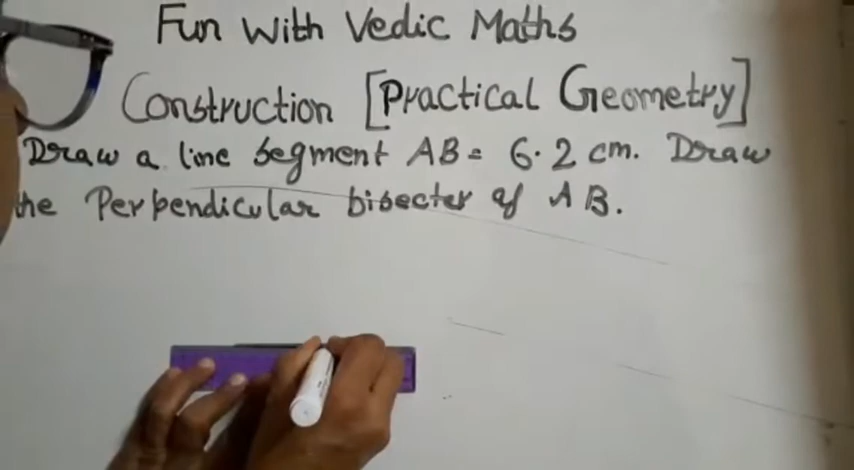 Fun With Vedic Maths
Construction [Practical Geometry]
Draw a line segment AB = 6.2 cm. Draw
the Perpendicular bisecter of AB.